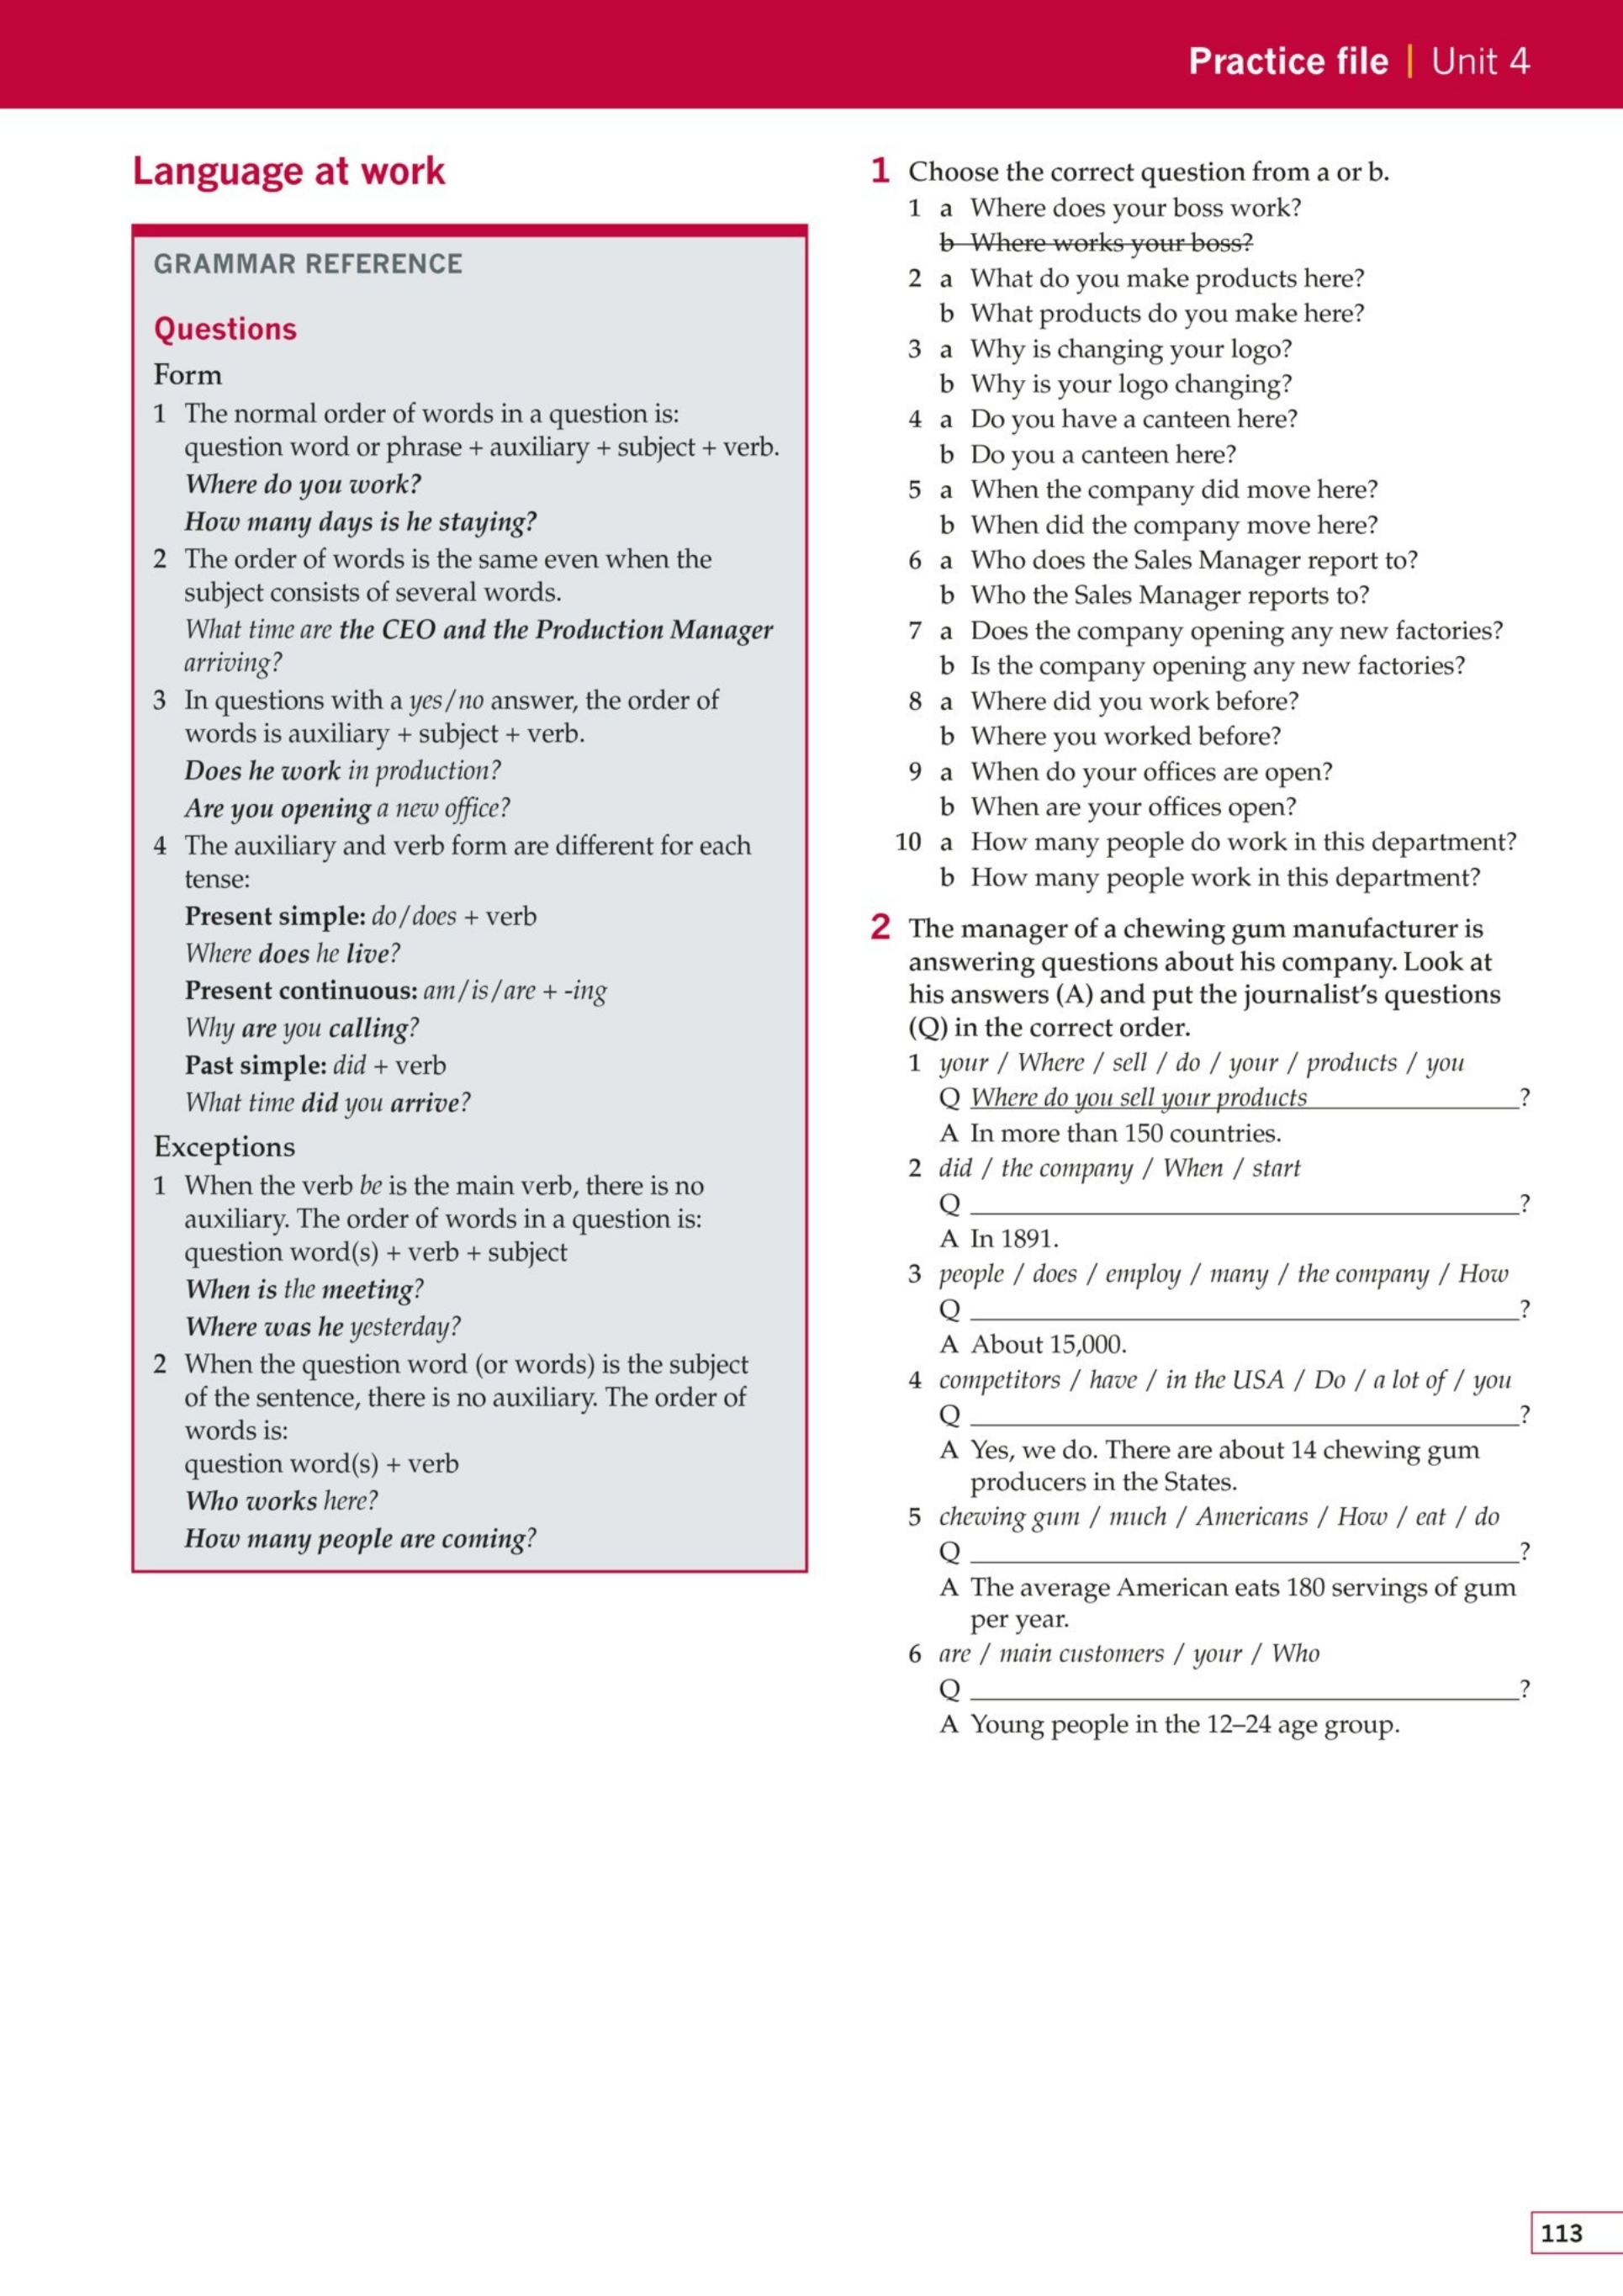 Practice file | Unit 4
Language at work
GRAMMAR REFERENCE
Questions
Form
1 The normal order of words in a question is:
question word or phrase + auxiliary + subject + verb.
Where do you work?
How many days is he staying?
2 The order of words is the same even when the
subject consists of several words.
What time are the CEO and the Production Manager
arriving?
3 In questions with a yes/no answer, the order of
words is auxiliary + subject + verb.
Does he work in production?
Are you opening a new office?
4 The auxiliary and verb form are different for each
tense:
Present simple: do/does + verb
Where does he live?
Present continuous: am/is/are + -ing
Why are you calling?
Past simple: did + verb
What time did you arrive?
Exceptions
1 When the verb be is the main verb, there is no
auxiliary. The order of words in a question is:
question word(s) + verb + subject
When is the meeting?
Where was he yesterday?
2 When the question word (or words) is the subject
of the sentence, there is no auxiliary. The order of
words is:
question word(s) + verb
Who works here?
How many people are coming?
1 Choose the correct question from a or b.
1 a Where does your boss work?
b Where works your boss?
2 a What do you make products here?
b What products do you make here?
3 a Why is changing your logo?
b Why is your logo changing?
4 a Do you have a canteen here?
b Do you a canteen here?
5 a When the company did move here?
b When did the company move here?
6 a Who does the Sales Manager report to?
b Who the Sales Manager reports to?
7 a Does the company opening any new factories?
b Is the company opening any new factories?
8 a Where did you work before?
b Where you worked before?
9 a When do your offices are open?
b When are your offices open?
10 a How many people do work in this department?
b How many people work in this department?
2 The manager of a chewing gum manufacturer is
answering questions about his company. Look at
his answers (A) and put the journalist's questions
(Q) in the correct order.
1 your / Where / sell / do / your / products / you
Q Where do you sell your products ?
A In more than 150 countries.
2 did / the company / When / start
Q ?
A In 1891.
3 people / does / employ / many / the company / How
Q ?
A About 15,000.
4 competitors / have / in the USA / Do / a lot of / you
Q ?
A Yes, we do. There are about 14 chewing gum
producers in the States.
5 chewing gum / much / Americans / How / eat / do
Q ?
A The average American eats 180 servings of gum
per year.
6 are / main customers / your / Who
Q ?
A Young people in the 12–24 age group.
113